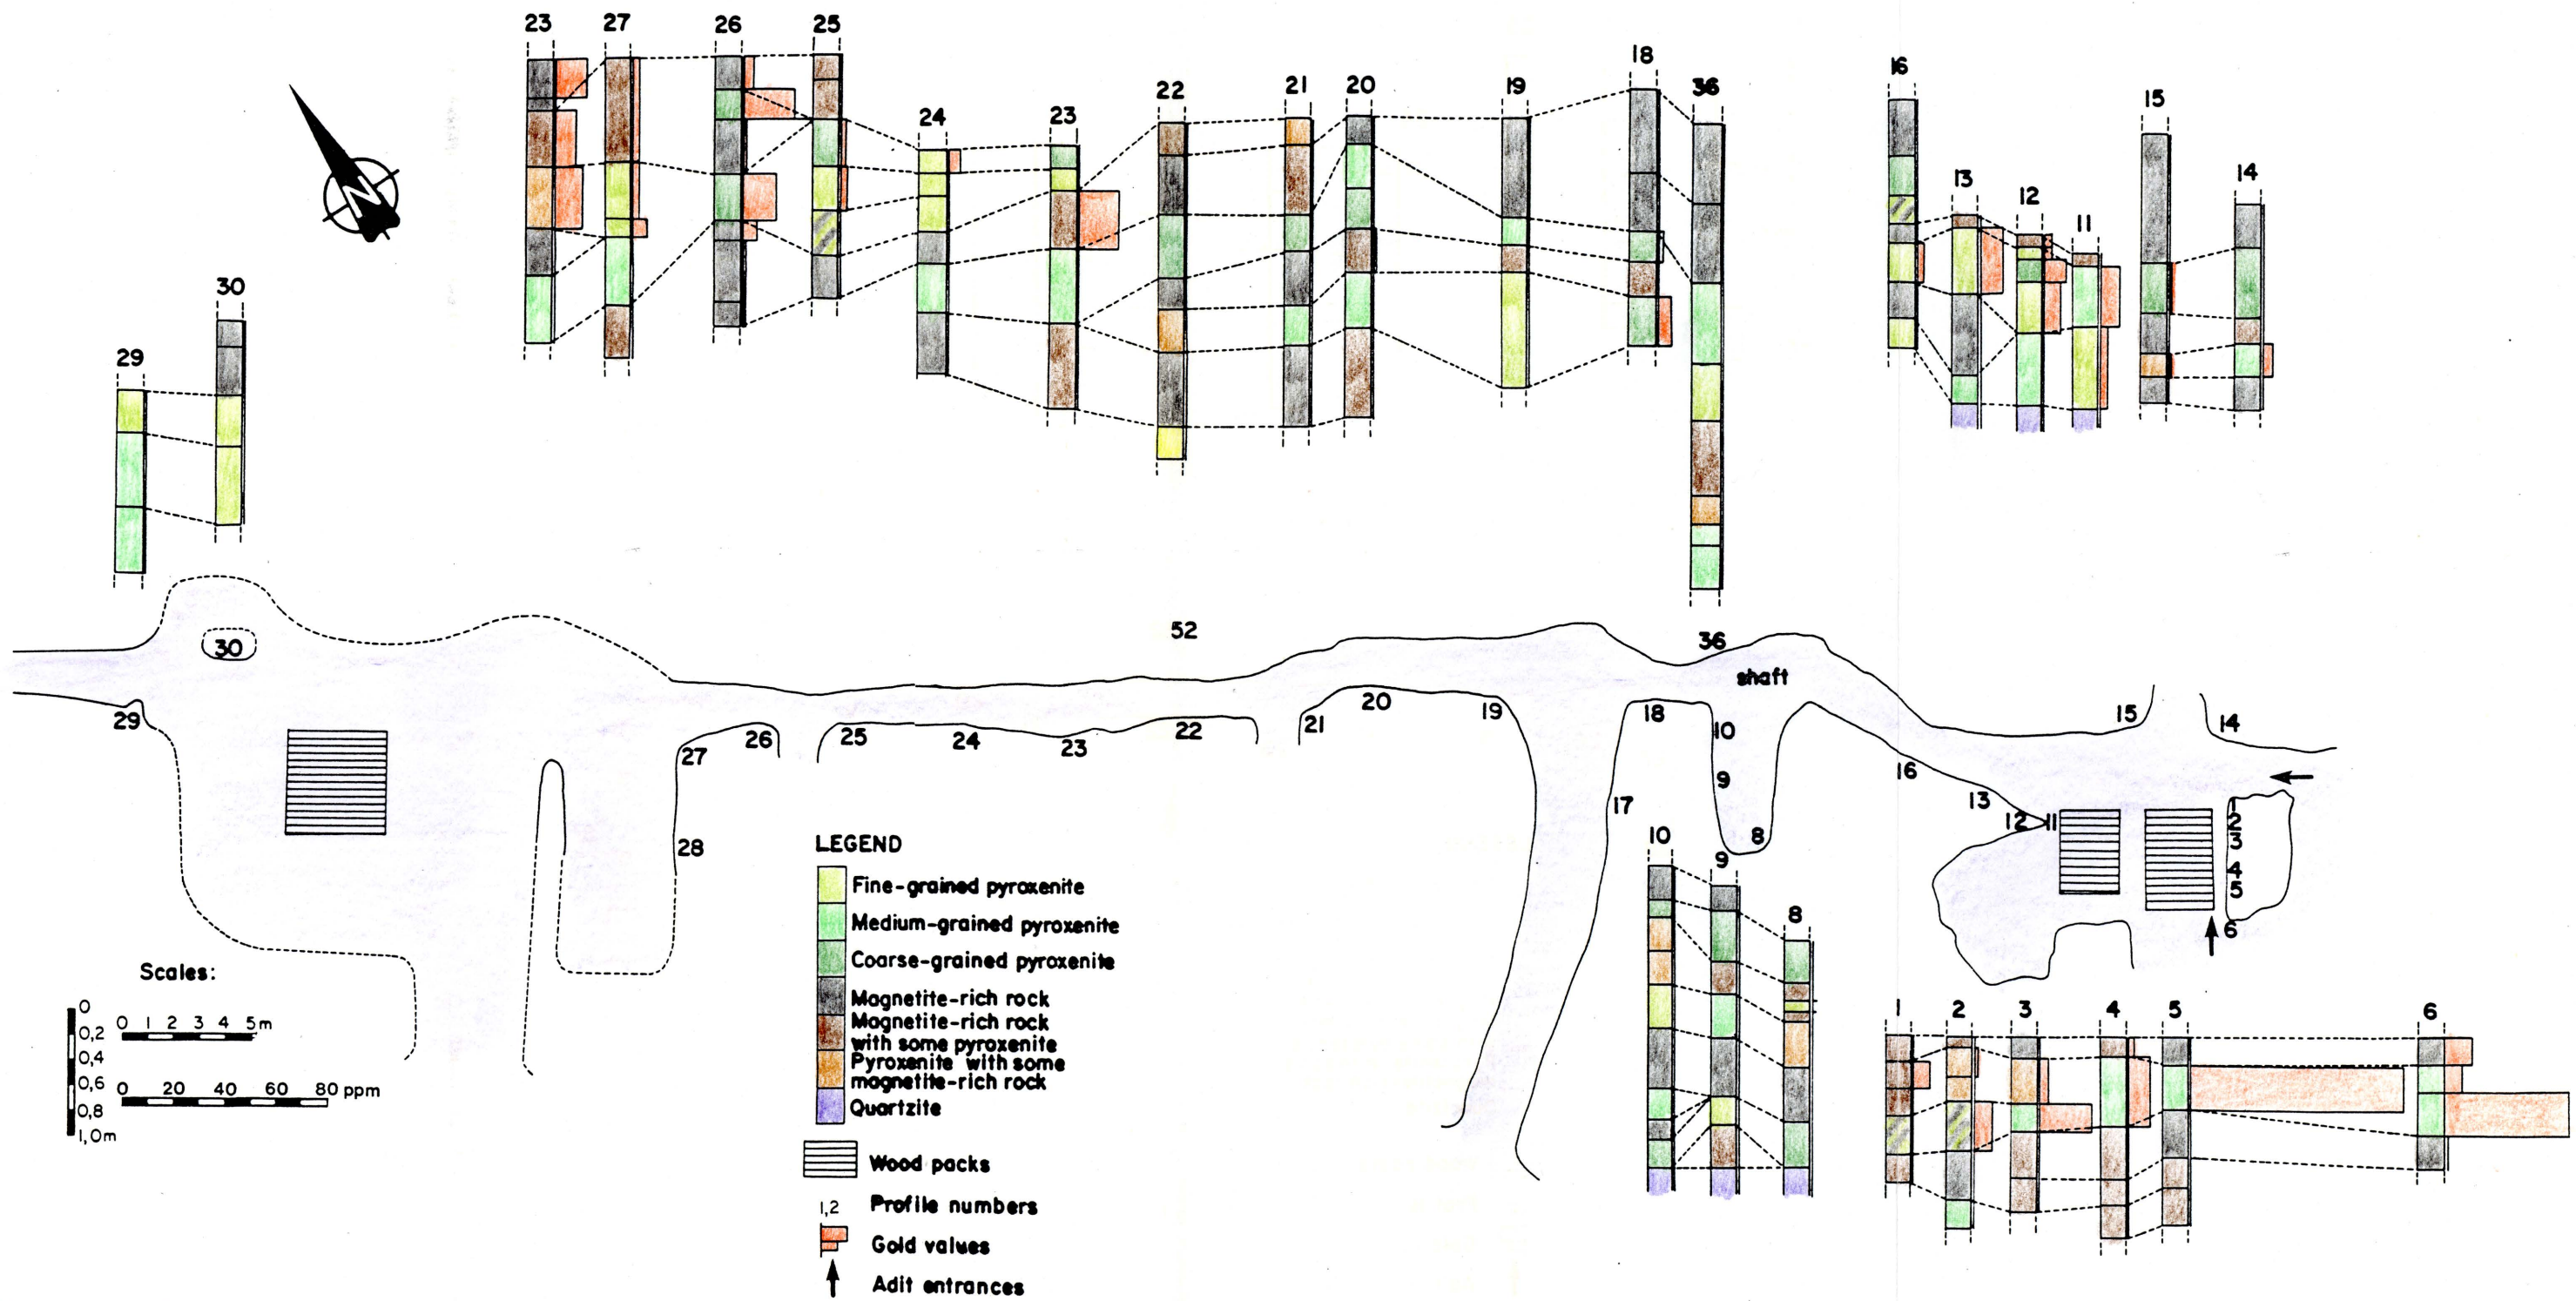 23 27 26 25
18
16
22 21 20 19 36
15
24 23
13 12 11 14
N
30
29
52
36
shaft
30
29
20 19 18
15 14
26 25 24 23 22 21
10
27
16
9
13
17
12 11
1
2
3
4
5
6
28
8
10
9
8
LEGEND
Fine-grained pyroxenite
Medium-grained pyroxenite
Coarse-grained pyroxenite
Magnetite-rich rock
Magnetite-rich rock
with some pyroxenite
Pyroxenite with some
magnetite-rich rock
Quartzite
Wood packs
1,2 Profile numbers
Gold values
Adit entrances
Scales:
0
0,2
0,4
0,6
0,8
1,0m
0 1 2 3 4 5m
0 20 40 60 80 ppm
1 2 3 4 5 6